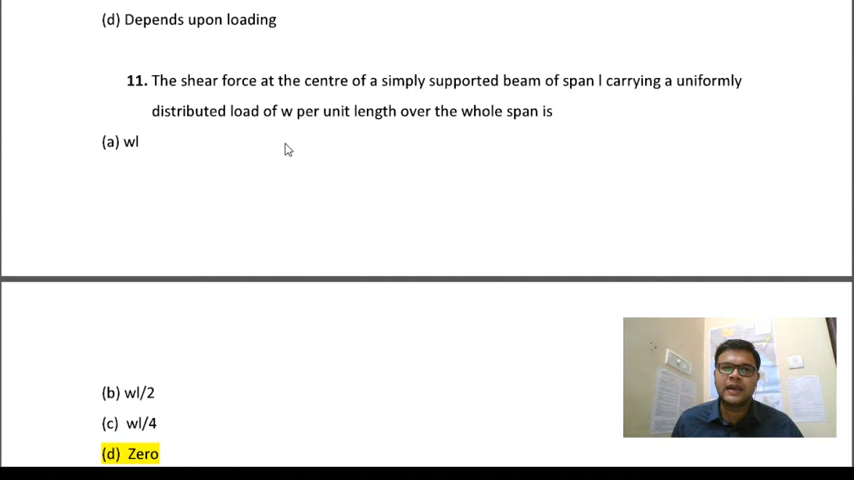 (d) Depends upon loading
11. The shear force at the centre of a simply supported beam of span l carrying a uniformly
distributed load of w per unit length over the whole span is
(a) wl
(b) wl/2
(c) wl/4
(d) Zero